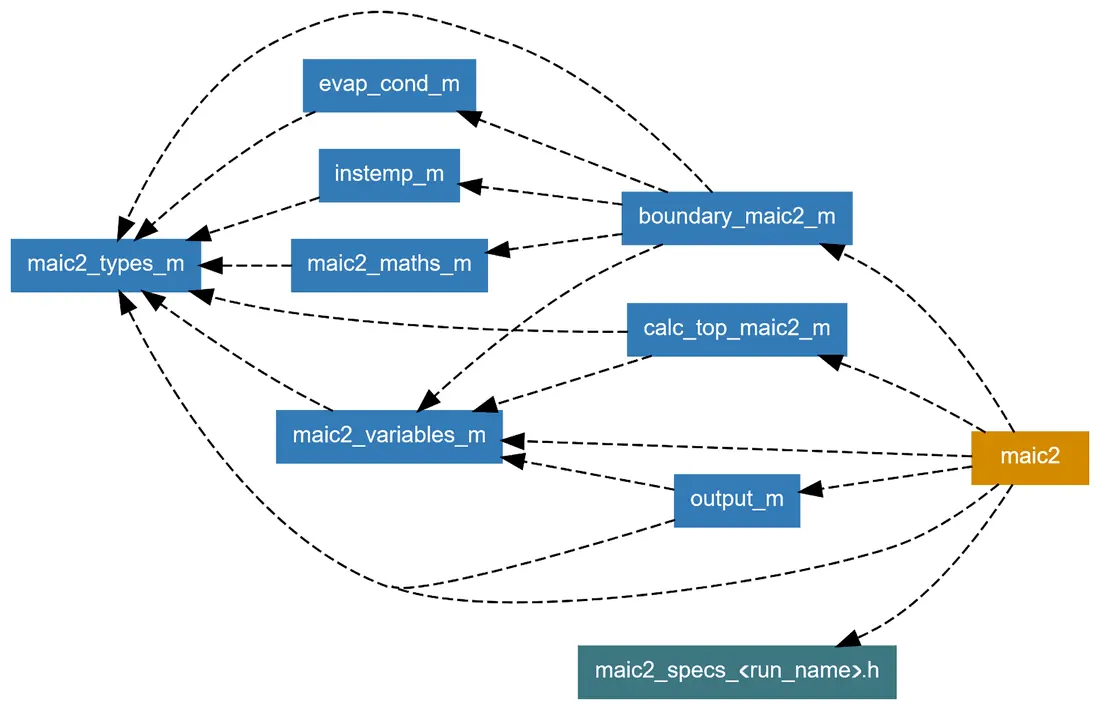 evap_cond_m
instemp_m
boundary_maic2_m
maic2_types_m
maic2_maths_m
calc_top_maic2_m
maic2_variables_m
maic2
output_m
maic2_specs_<run_name>.h